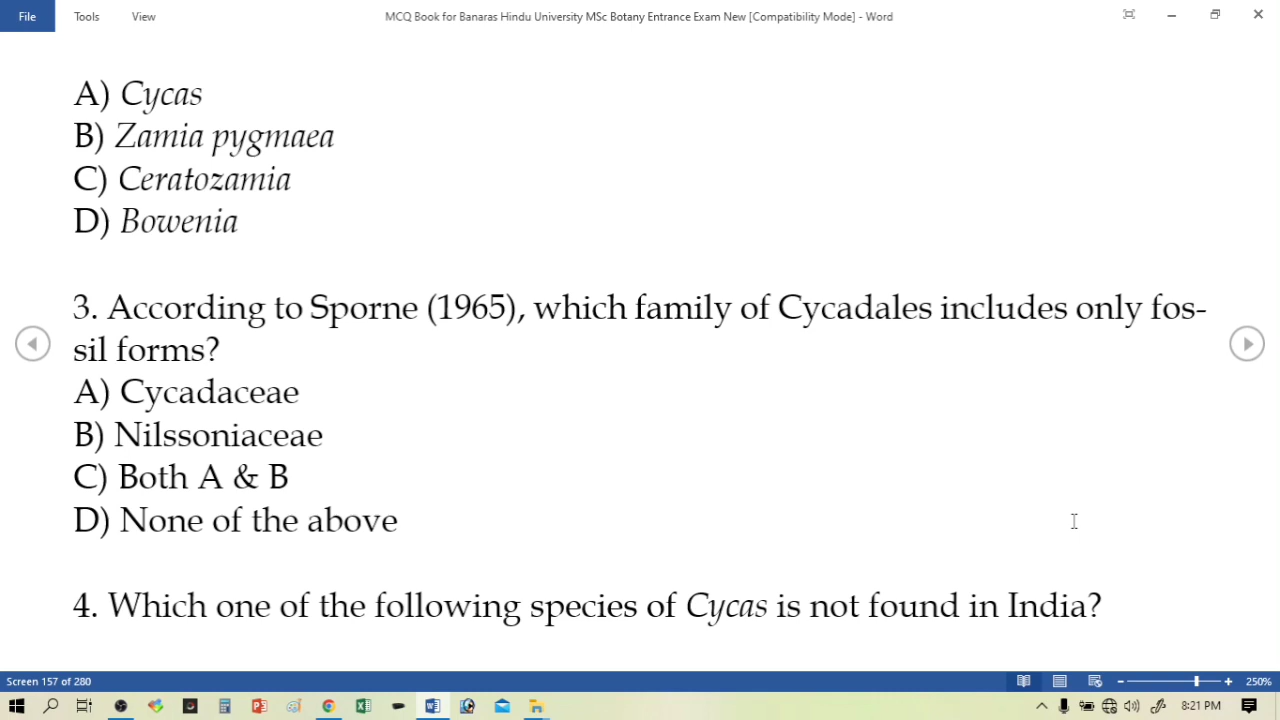 File Tools View MCQ Book for Banaras Hindu University MSc Botany Entrance Exam New [Compatibility Mode] - Word
A) Cycas
B) Zamia pygmaea
C) Ceratozamia
D) Bowenia
3. According to Sporne (1965), which family of Cycadales includes only fos-
sil forms?
A) Cycadaceae
B) Nilssoniaceae
C) Both A & B
D) None of the above
4. Which one of the following species of Cycas is not found in India?
Screen 157 of 280 250%
8:21 PM